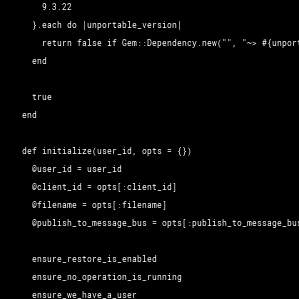 9.3.22
}.each do |unportable_version|
return false if Gem::Dependency.new("", "~> #{unport
end
true
end
def initialize(user_id, opts = {})
@user_id = user_id
@client_id = opts[:client_id]
@filename = opts[:filename]
@publish_to_message_bus = opts[:publish_to_message_bus
ensure_restore_is_enabled
ensure_no_operation_is_running
ensure_we_have_a_user